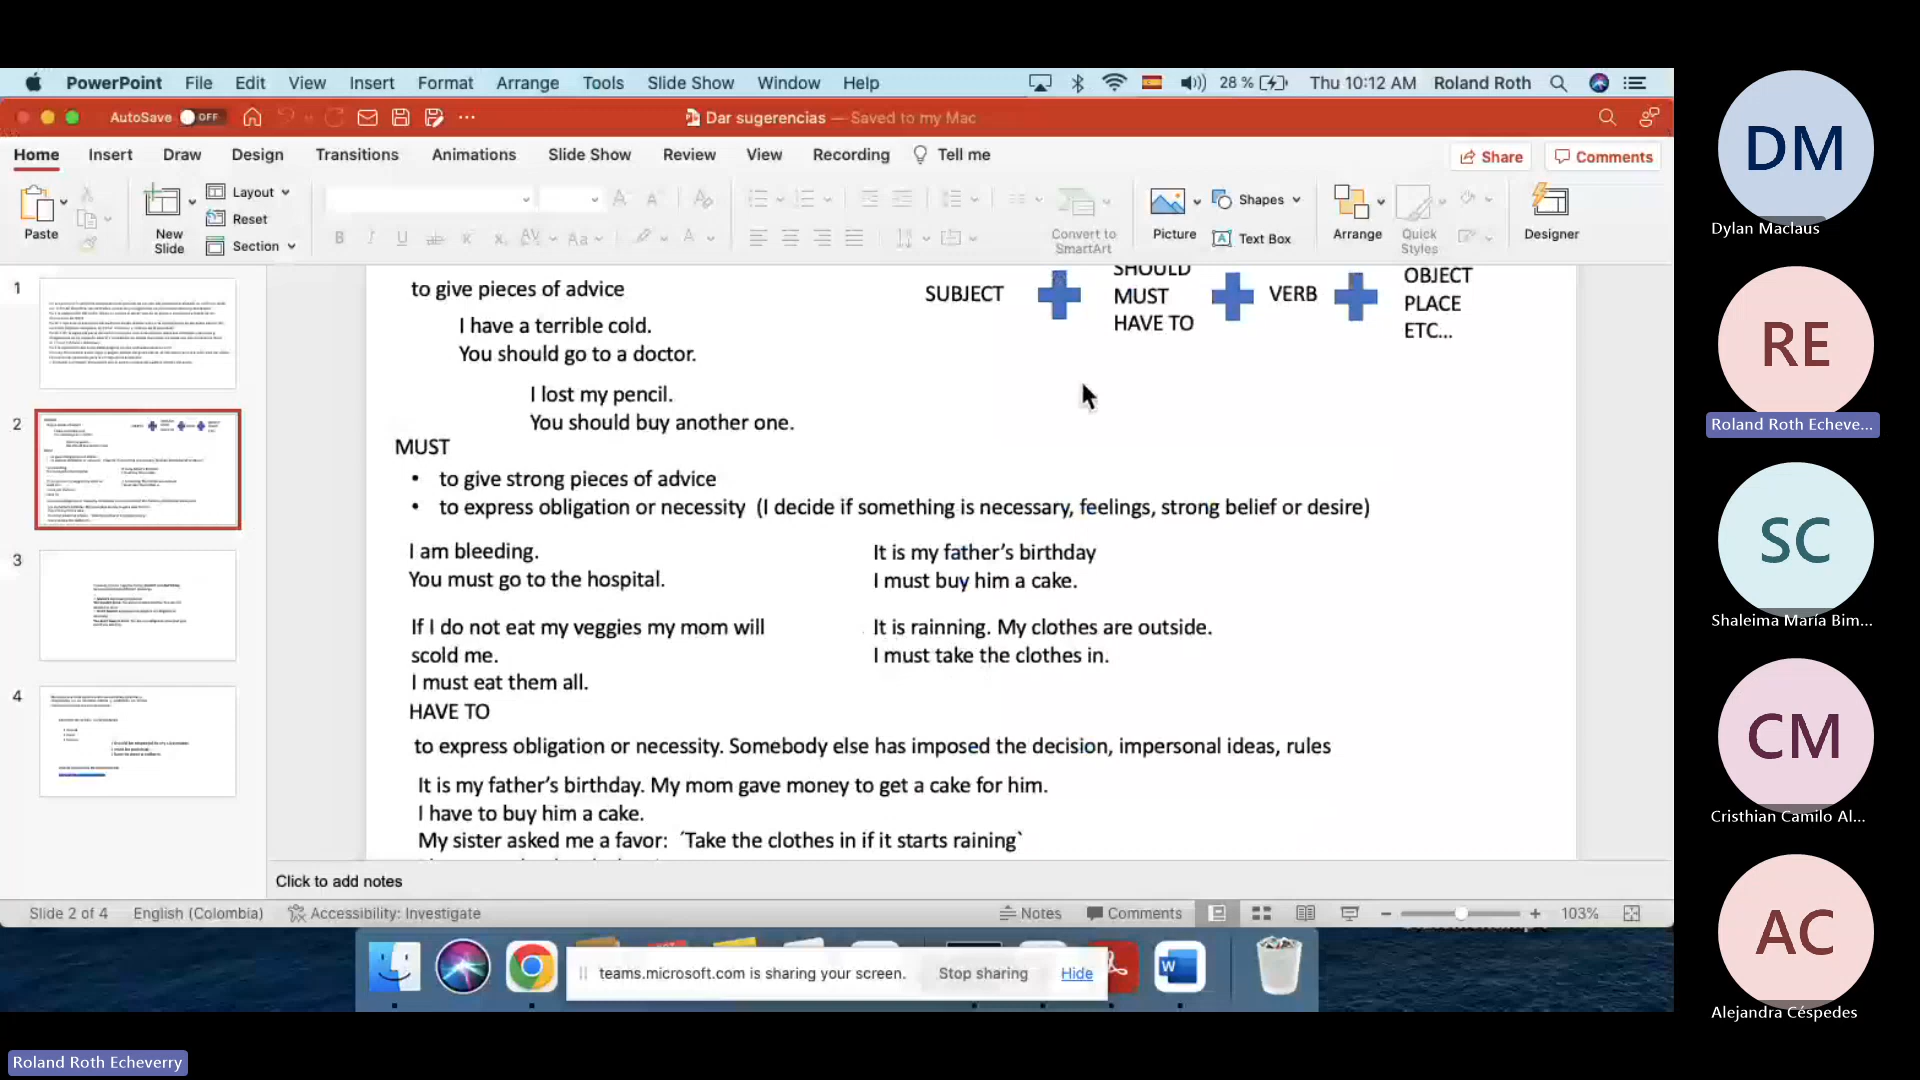 PowerPoint File Edit View Insert Format Arrange Tools Slide Show Window Help 28 % Thu 10:12 AM Roland Roth
AutoSave OFF Dar sugerencias — Saved to my Mac
Home Insert Draw Design Transitions Animations Slide Show Review View Recording Tell me Share Comments
Paste New Slide Layout Reset Section Convert to SmartArt Picture Shapes Text Box Arrange Quick Styles Designer
1
2
3
4
to give pieces of advice
I have a terrible cold.
You should go to a doctor.
I lost my pencil.
You should buy another one.
SUBJECT
SHOULD
MUST
HAVE TO
VERB
OBJECT
PLACE
ETC...
MUST
• to give strong pieces of advice
• to express obligation or necessity (I decide if something is necessary, feelings, strong belief or desire)
I am bleeding.
You must go to the hospital.
It is my father’s birthday
I must buy him a cake.
If I do not eat my veggies my mom will
scold me.
I must eat them all.
It is rainning. My clothes are outside.
I must take the clothes in.
HAVE TO
to express obligation or necessity. Somebody else has imposed the decision, impersonal ideas, rules
It is my father’s birthday. My mom gave money to get a cake for him.
I have to buy him a cake.
My sister asked me a favor: ´Take the clothes in if it starts raining`
Click to add notes
Slide 2 of 4 English (Colombia) Accessibility: Investigate Notes Comments 103%
teams.microsoft.com is sharing your screen. Stop sharing Hide
W
DM
Dylan Maclaus
RE
Roland Roth Echeve...
SC
Shaleima María Bim...
CM
Cristhian Camilo Al...
AC
Alejandra Céspedes
Roland Roth Echeverry